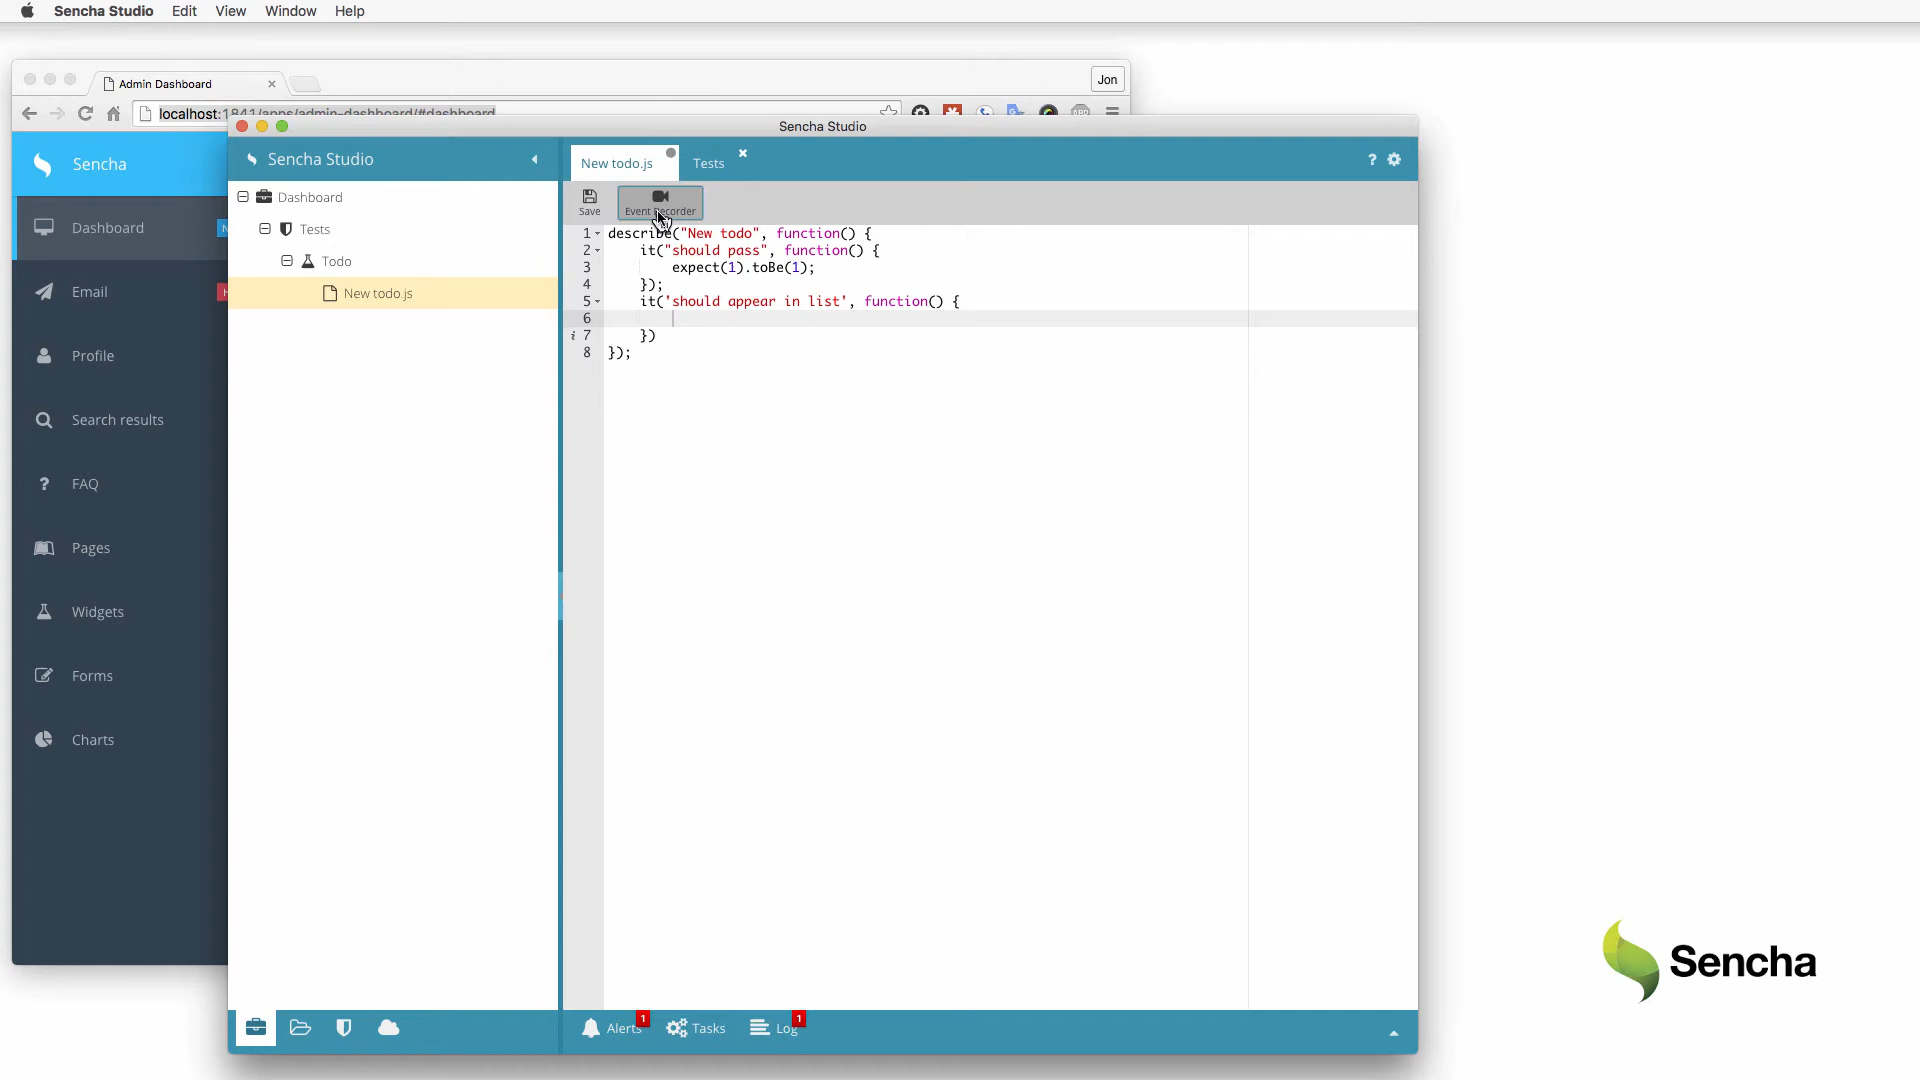 Sencha Studio Edit View Window Help
Admin Dashboard
Jon
localhost:1841/apps/admin-dashboard/#dashboard
Sencha Studio
Sencha
Dashboard
Email
Profile
Search results
FAQ
Pages
Widgets
Forms
Charts
Sencha Studio
Dashboard
Tests
Todo
New todo.js
New todo.js Tests
Save Event Recorder
1 describe("New todo", function() {
2 it("should pass", function() {
3 expect(1).toBe(1);
4 });
5 it('should appear in list', function() {
6
7 })
8 });
Alerts 1 Tasks Log 1
Sencha